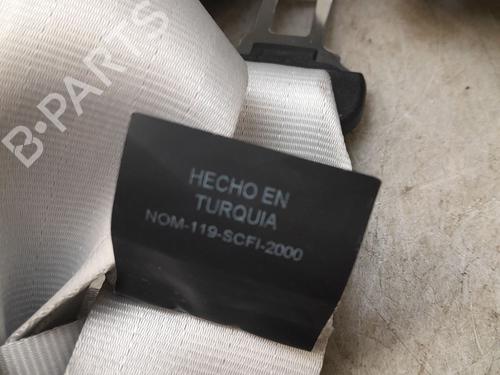 B-PARTS
HECHO EN
TURQUIA
NOM-119-SCFI-2000